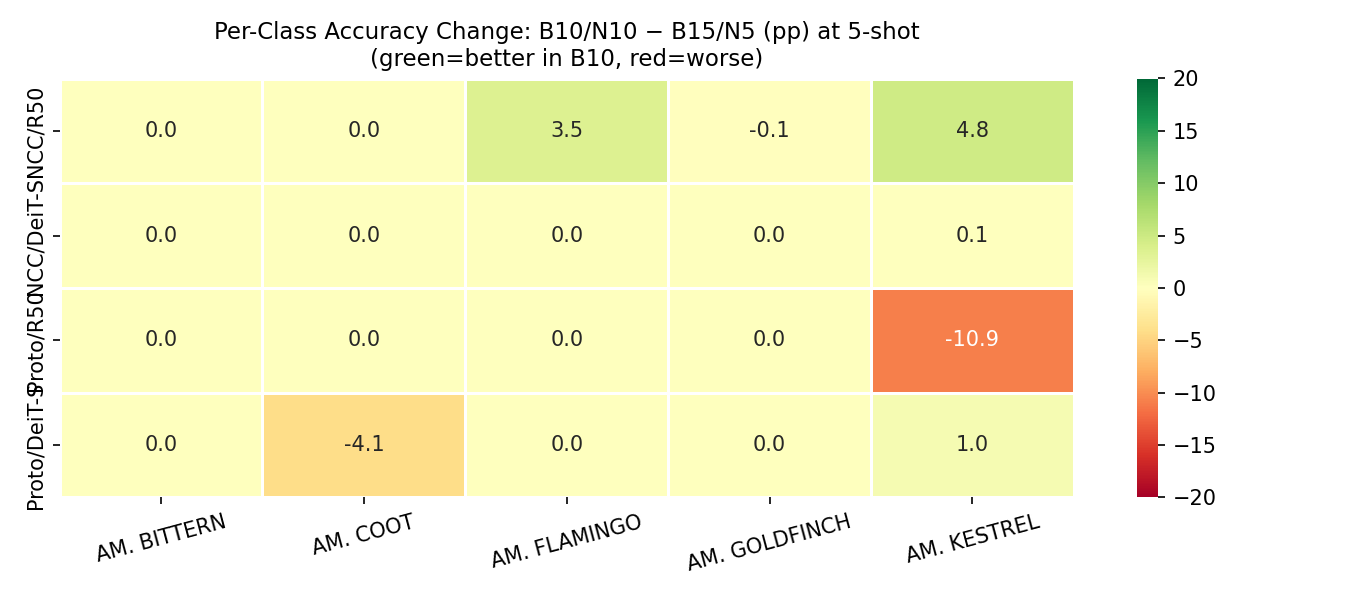 Per-Class Accuracy Change: B10/N10 − B15/N5 (pp) at 5-shot
(green=better in B10, red=worse)
NCC/R50 0.0 0.0 3.5 -0.1 4.8
NCC/DeiT-S 0.0 0.0 0.0 0.0 0.1
Proto/R50 0.0 0.0 0.0 0.0 -10.9
Proto/DeiT-S 0.0 -4.1 0.0 0.0 1.0
AM. BITTERN AM. COOT AM. FLAMINGO AM. GOLDFINCH AM. KESTREL
20
15
10
5
0
−5
−10
−15
−20